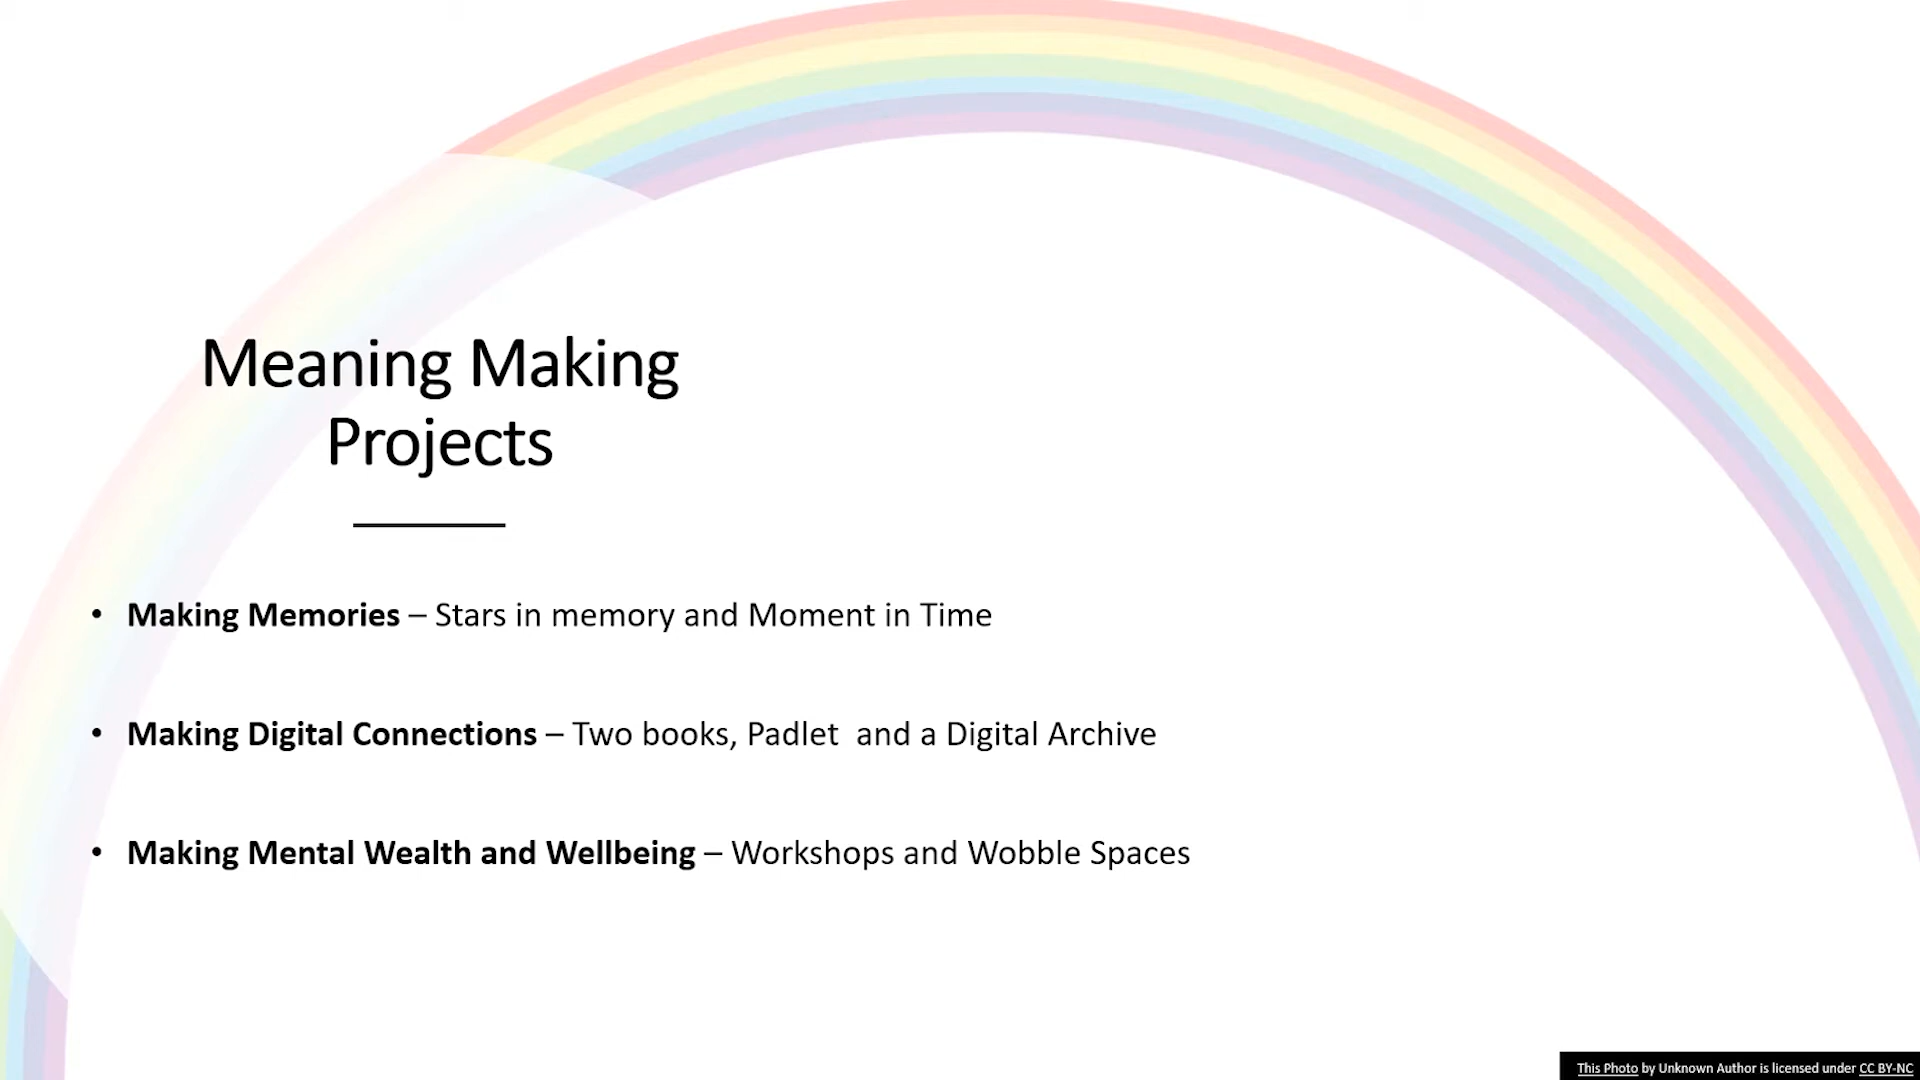 Meaning Making
Projects
• Making Memories – Stars in memory and Moment in Time
• Making Digital Connections – Two books, Padlet  and a Digital Archive
• Making Mental Wealth and Wellbeing – Workshops and Wobble Spaces
This Photo by Unknown Author is licensed under CC BY-NC